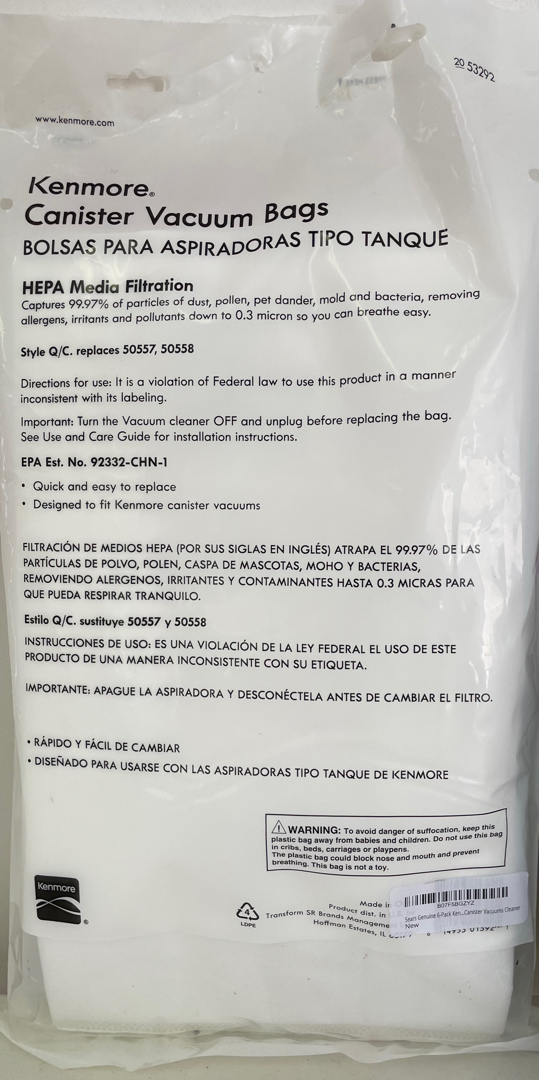 20 53292
www.kenmore.com
Kenmore®
Canister Vacuum Bags
BOLSAS PARA ASPIRADORAS TIPO TANQUE
HEPA Media Filtration
Captures 99.97% of particles of dust, pollen, pet dander, mold and bacteria, removing
allergens, irritants and pollutants down to 0.3 micron so you can breathe easy.
Style Q/C. replaces 50557, 50558
Directions for use: It is a violation of Federal law to use this product in a manner
inconsistent with its labeling.
Important: Turn the Vacuum cleaner OFF and unplug before replacing the bag.
See Use and Care Guide for installation instructions.
EPA Est. No. 92332-CHN-1
• Quick and easy to replace
• Designed to fit Kenmore canister vacuums
FILTRACIÓN DE MEDIOS HEPA (POR SUS SIGLAS EN INGLÉS) ATRAPA EL 99.97% DE LAS
PARTÍCULAS DE POLVO, POLEN, CASPA DE MASCOTAS, MOHO Y BACTERIAS,
REMOVIENDO ALERGENOS, IRRITANTES Y CONTAMINANTES HASTA 0.3 MICRAS PARA
QUE PUEDA RESPIRAR TRANQUILO.
Estilo Q/C. sustituye 50557 y 50558
INSTRUCCIONES DE USO: ES UNA VIOLACIÓN DE LA LEY FEDERAL EL USO DE ESTE
PRODUCTO DE UNA MANERA INCONSISTENTE CON SU ETIQUETA.
IMPORTANTE: APAGUE LA ASPIRADORA Y DESCONÉCTELA ANTES DE CAMBIAR EL FILTRO.
• RÁPIDO Y FÁCIL DE CAMBIAR
• DISEÑADO PARA USARSE CON LAS ASPIRADORAS TIPO TANQUE DE KENMORE
WARNING: To avoid danger of suffocation, keep this
plastic bag away from babies and children. Do not use this bag
in cribs, beds, carriages or playpens.
The plastic bag could block nose and mouth and prevent
breathing. This bag is not a toy.
Kenmore®
4
LDPE
Made in
Product dist. in
Transform SR Brands
Hoffman Estates, IL
Sears Genuine 6-Pack Ken...Canister Vacuums Cleaner
New